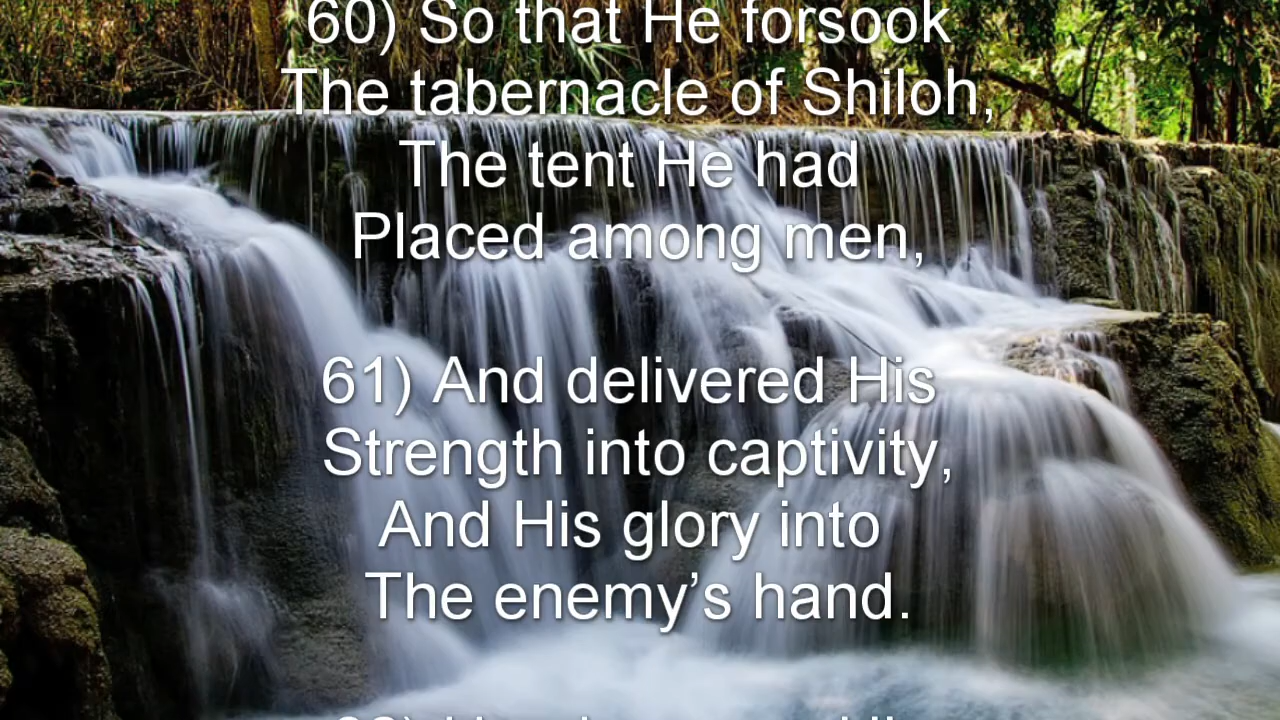 60) So that He forsook
The tabernacle of Shiloh,
The tent He had
Placed among men,
61) And delivered His
Strength into captivity,
And His glory into
The enemy’s hand.